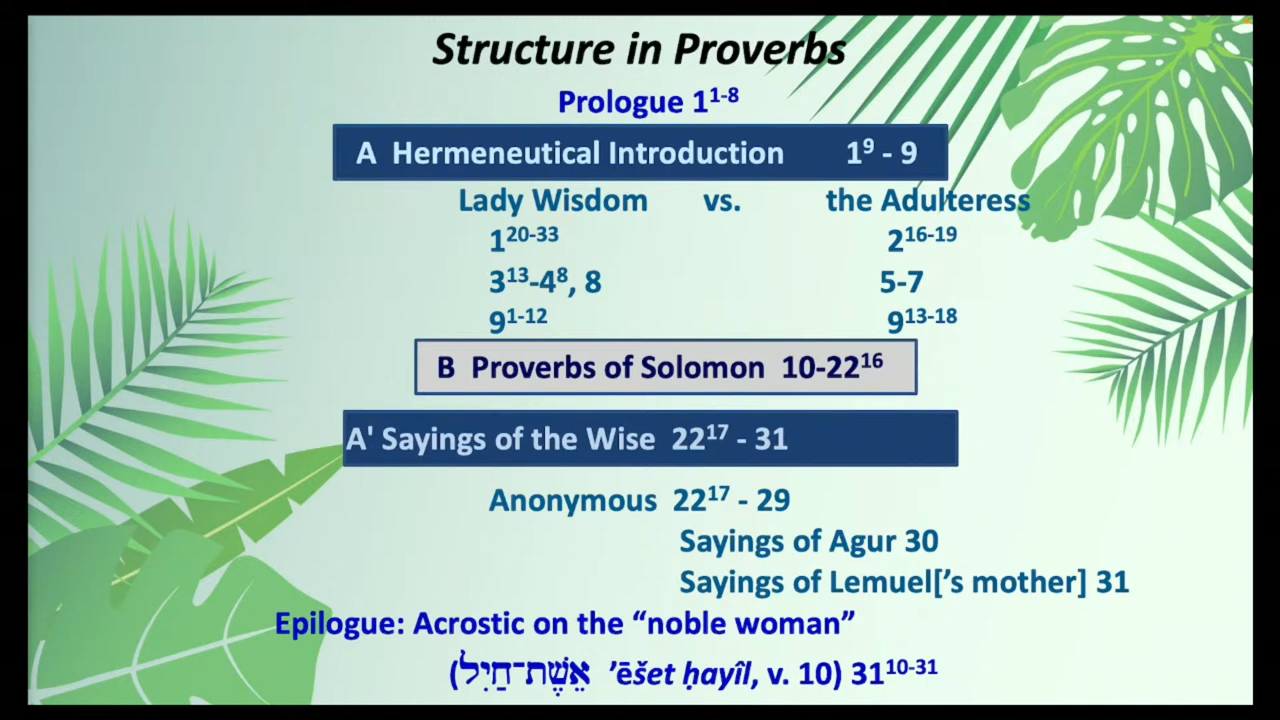 Structure in Proverbs
Prologue 1¹⁻⁸
A Hermeneutical Introduction 1⁹ - 9
Lady Wisdom vs. the Adulteress
1²⁰⁻³³ 2¹⁶⁻¹⁹
3¹³-4⁸, 8 5-7
9¹⁻¹² 9¹³⁻¹⁸
B Proverbs of Solomon 10-22¹⁶
A' Sayings of the Wise 22¹⁷ - 31
Anonymous 22¹⁷ - 29
Sayings of Agur 30
Sayings of Lemuel[’s mother] 31
Epilogue: Acrostic on the “noble woman”
(אֵשֶׁת־חַיִל ’ēšet ḥayîl, v. 10) 31¹⁰⁻³¹